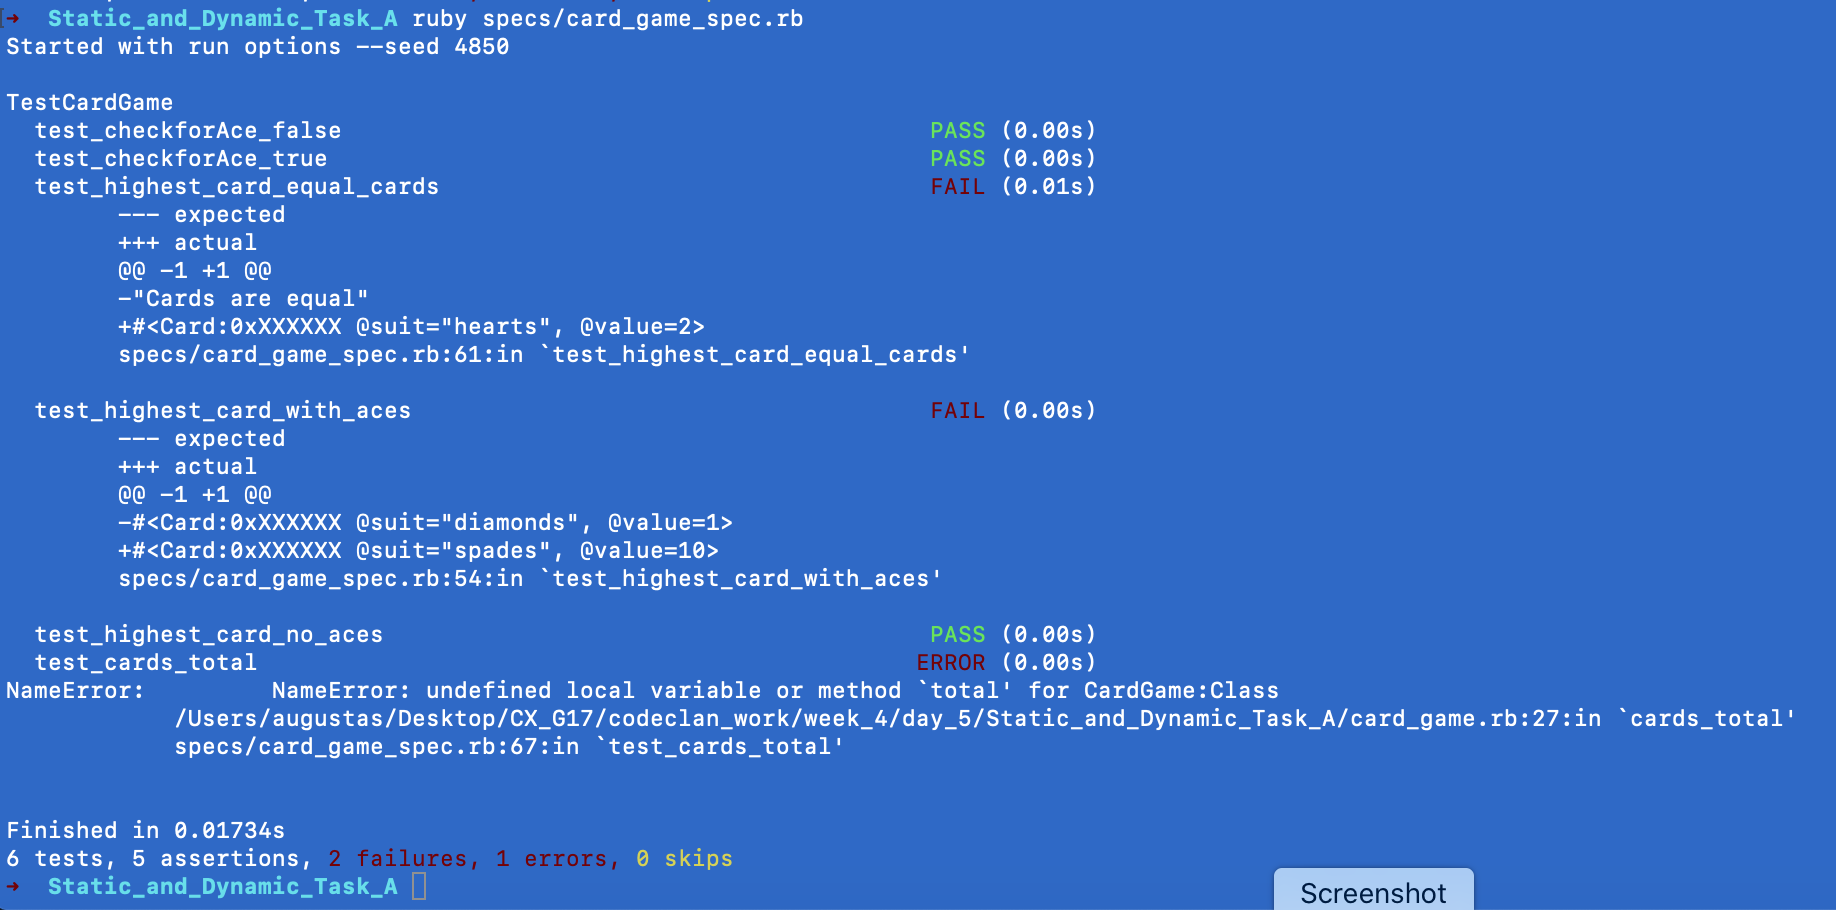 ➜  Static_and_Dynamic_Task_A ruby specs/card_game_spec.rb
Started with run options --seed 4850
TestCardGame
  test_checkforAce_false                                          PASS (0.00s)
  test_checkforAce_true                                           PASS (0.00s)
  test_highest_card_equal_cards                                   FAIL (0.01s)
        --- expected
        +++ actual
        @@ -1 +1 @@
        -"Cards are equal"
        +#<Card:0xXXXXXX @suit="hearts", @value=2>
        specs/card_game_spec.rb:61:in `test_highest_card_equal_cards'
  test_highest_card_with_aces                                     FAIL (0.00s)
        --- expected
        +++ actual
        @@ -1 +1 @@
        -#<Card:0xXXXXXX @suit="diamonds", @value=1>
        +#<Card:0xXXXXXX @suit="spades", @value=10>
        specs/card_game_spec.rb:54:in `test_highest_card_with_aces'
  test_highest_card_no_aces                                       PASS (0.00s)
  test_cards_total                                               ERROR (0.00s)
NameError:         NameError: undefined local variable or method `total' for CardGame:Class
            /Users/augustas/Desktop/CX_G17/codeclan_work/week_4/day_5/Static_and_Dynamic_Task_A/card_game.rb:27:in `cards_total'
            specs/card_game_spec.rb:67:in `test_cards_total'
Finished in 0.01734s
6 tests, 5 assertions, 2 failures, 1 errors, 0 skips
➜  Static_and_Dynamic_Task_A
Screenshot